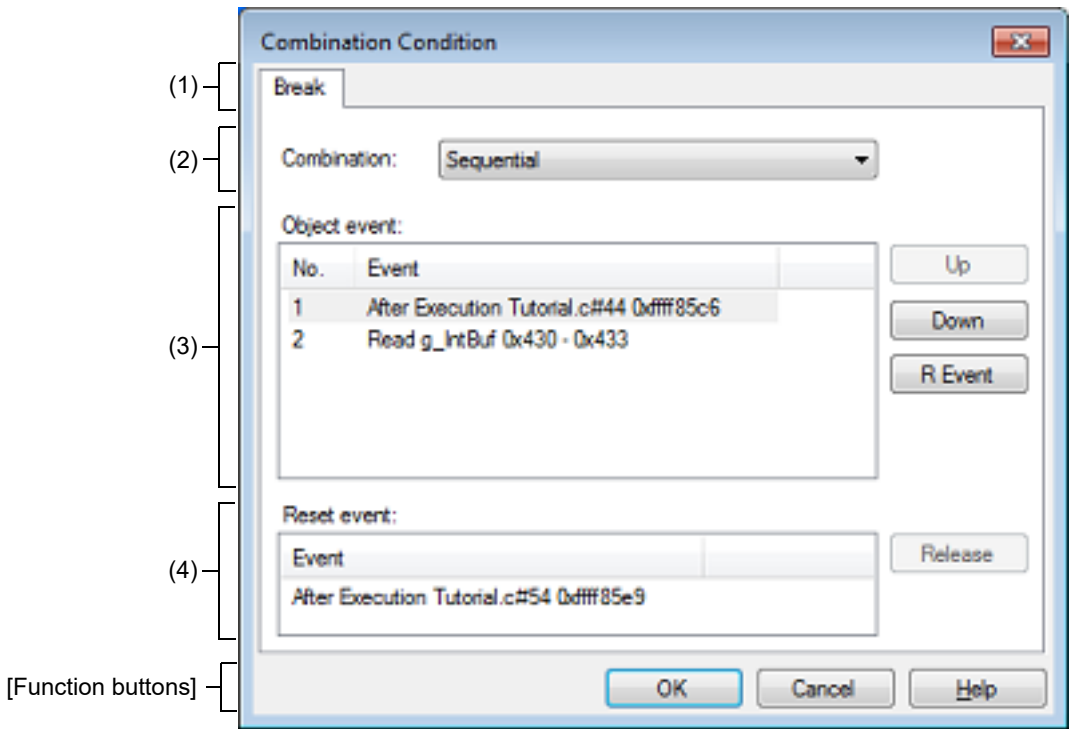 Combination Condition
(1)
Break
(2)
Combination:
Sequential
Object event:
No. Event
Up
1 After Execution Tutorial.c#44 0xffff85c6
Down
2 Read g_IntBuf 0x430 - 0x433
(3)
R Event
Reset event:
Event
Release
(4)
After Execution Tutorial.c#54 0xffff85e9
[Function buttons]
OK Cancel Help